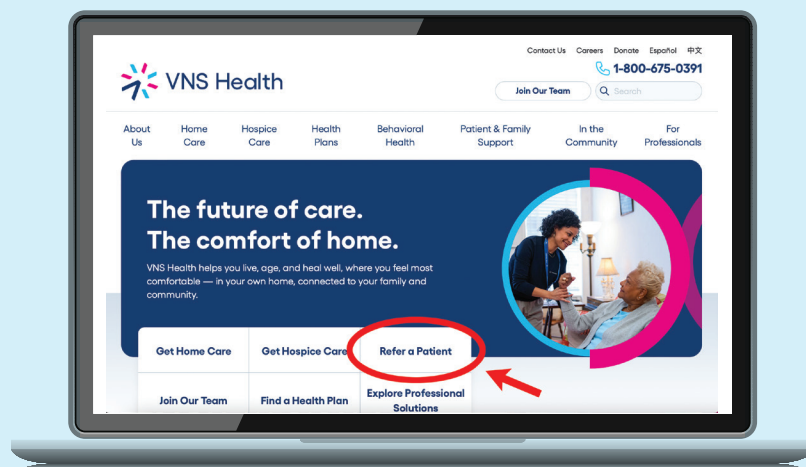 Contact Us Careers Donate Español 中文
VNS Health
1-800-675-0391
Join Our Team
Search
About Us
Home Care
Hospice Care
Health Plans
Behavioral Health
Patient & Family Support
In the Community
For Professionals
The future of care.
The comfort of home.
VNS Health helps you live, age, and heal well, where you feel most
comfortable — in your own home, connected to your family and
community.
Get Home Care
Get Hospice Care
Refer a Patient
Join Our Team
Find a Health Plan
Explore Professional
Solutions